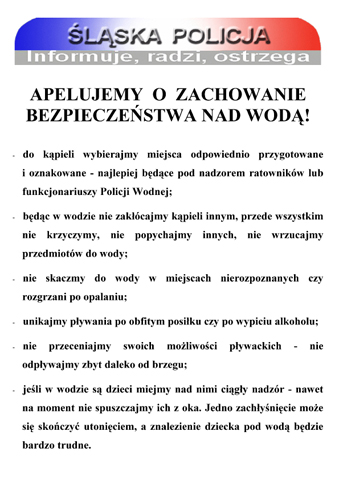 ŚLĄSKA POLICJA
Informuje, radzi, ostrzega
APELUJEMY O ZACHOWANIE
BEZPIECZEŃSTWA NAD WODĄ!
- do kąpieli wybierajmy miejsca odpowiednio przygotowane
i oznakowane - najlepiej będące pod nadzorem ratowników lub
funkcjonariuszy Policji Wodnej;
- będąc w wodzie nie zakłócajmy kąpieli innym, przede wszystkim
nie krzyczymy, nie popychajmy innych, nie wrzucajmy
przedmiotów do wody;
- nie skaczmy do wody w miejscach nierozpoznanych czy
rozgrzani po opalaniu;
- unikajmy pływania po obfitym posiłku czy po wypiciu alkoholu;
- nie przeceniajmy swoich możliwości pływackich - nie
odpływajmy zbyt daleko od brzegu;
- jeśli w wodzie są dzieci miejmy nad nimi ciągły nadzór - nawet
na moment nie spuszczajmy ich z oka. Jedno zachłyśnięcie może
się skończyć utonięciem, a znalezienie dziecka pod wodą będzie
bardzo trudne.